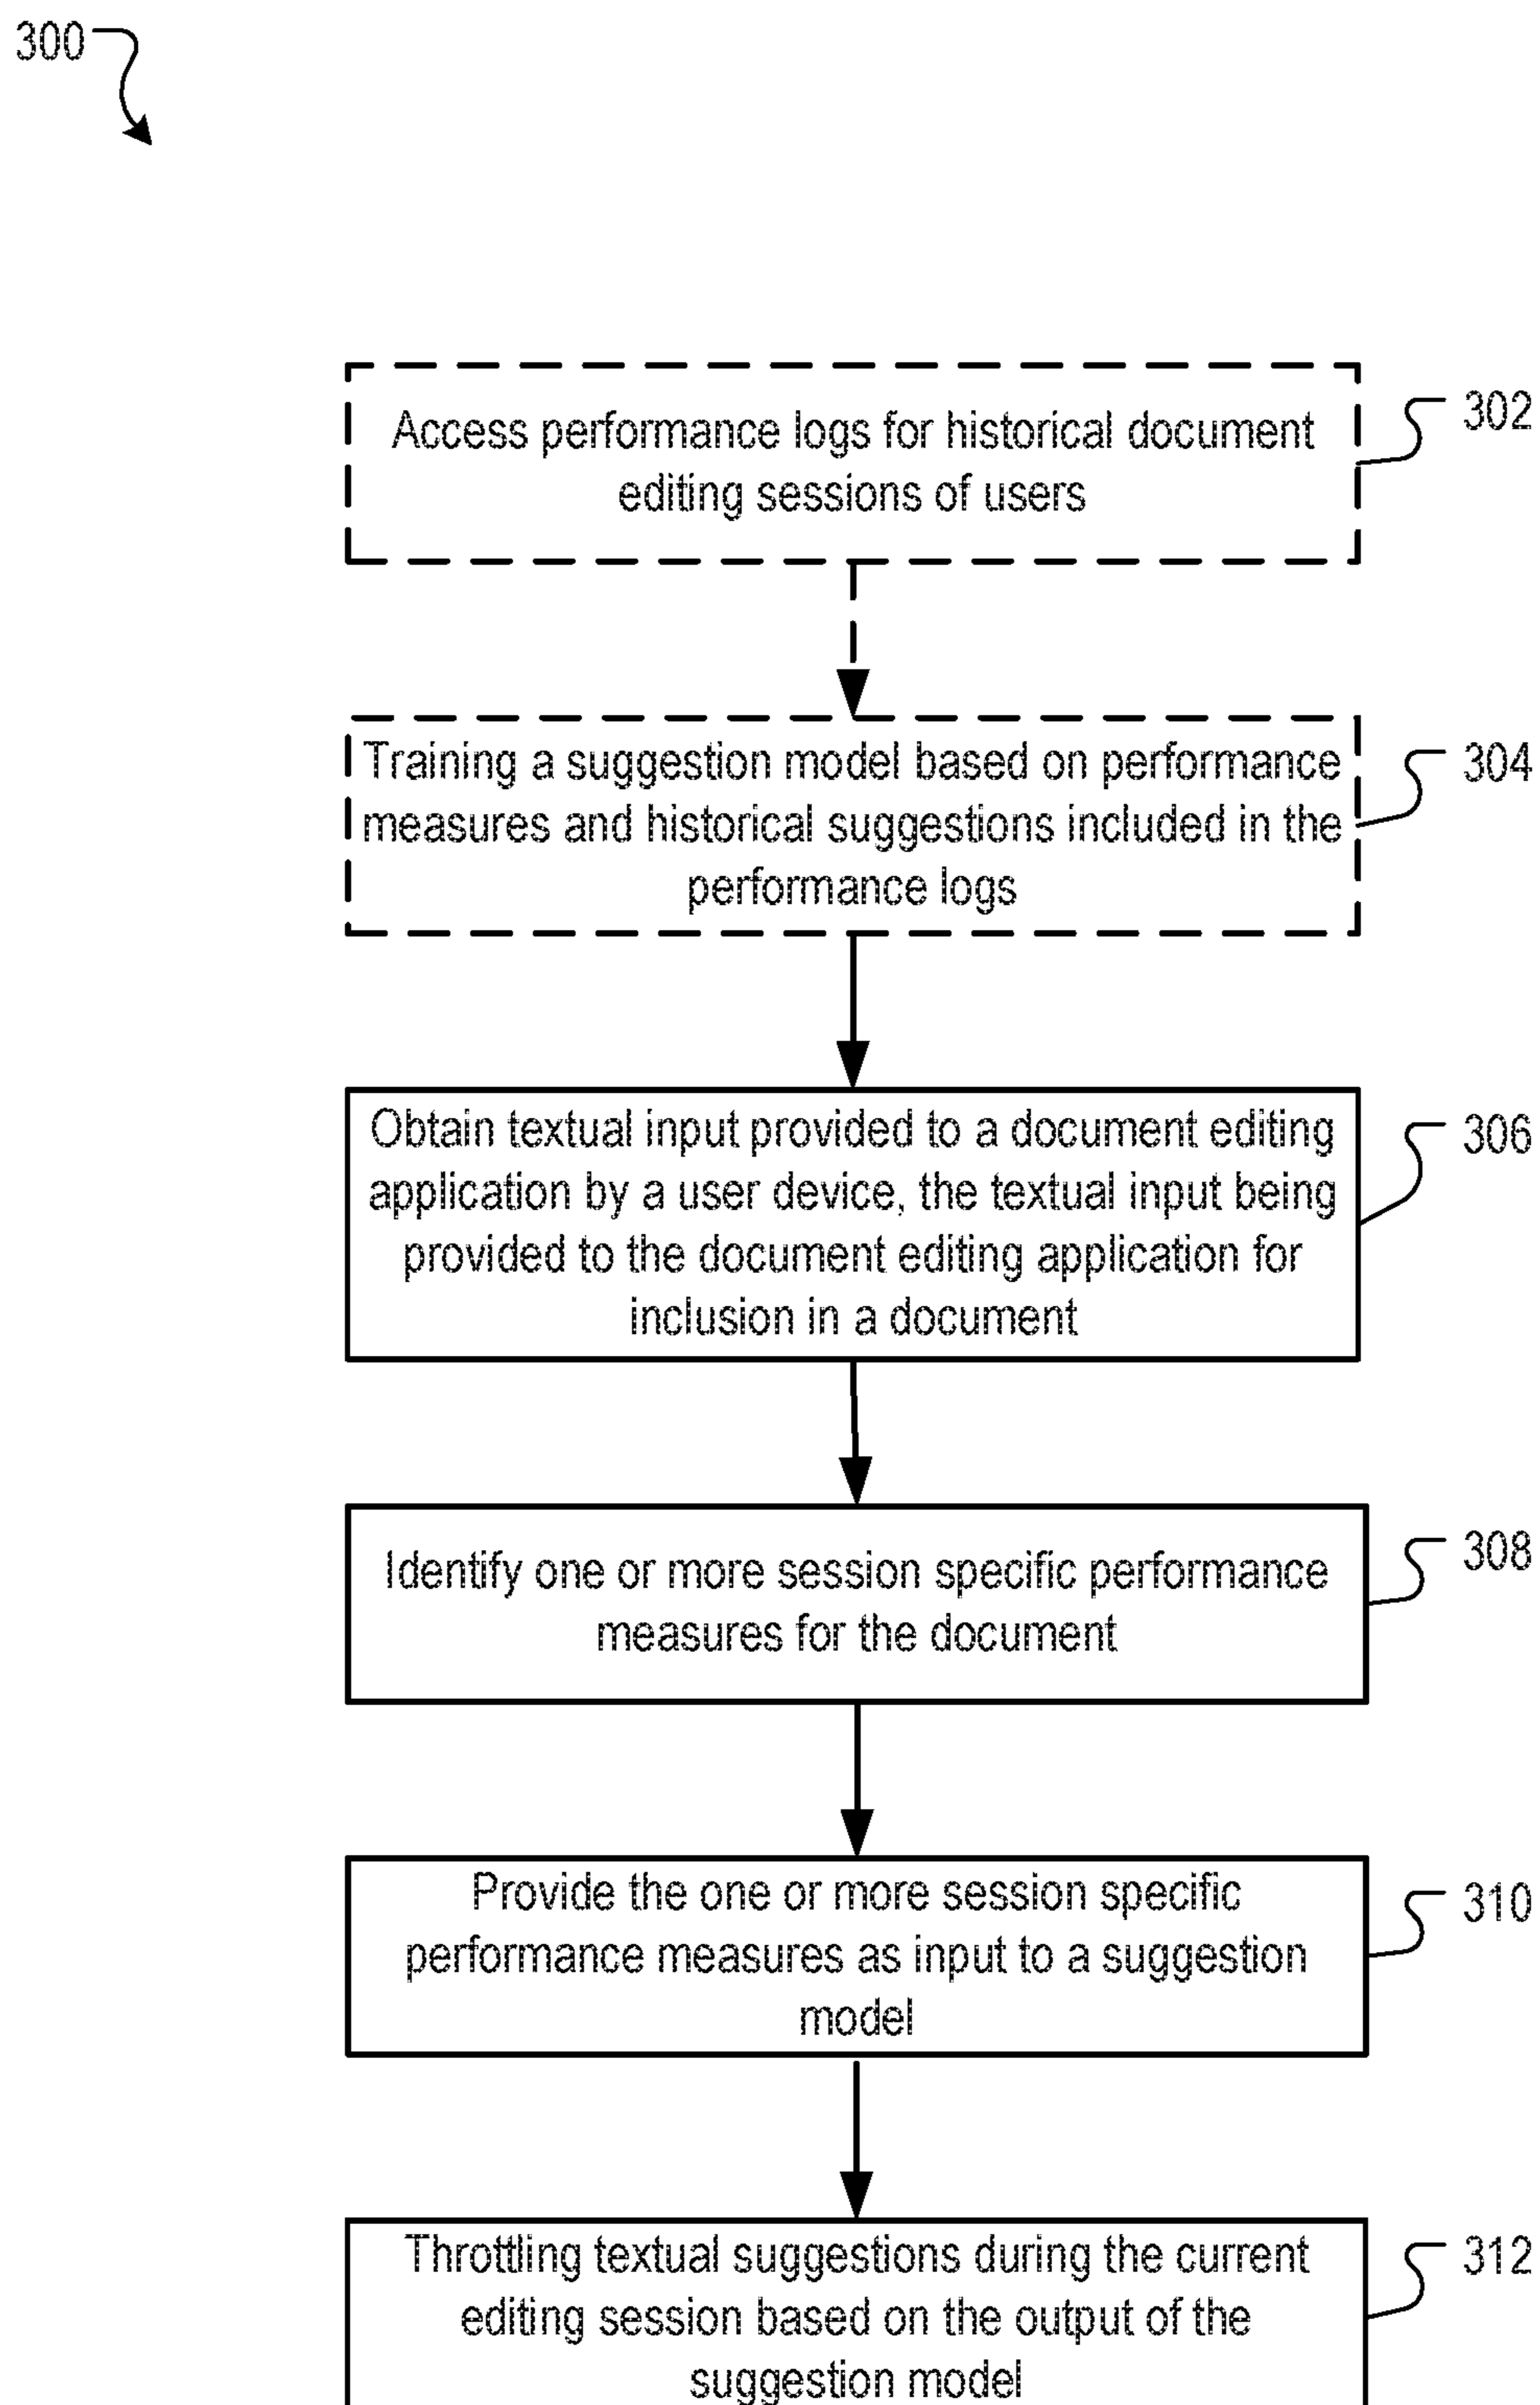 300
Access performance logs for historical document
editing sessions of users
302
Training a suggestion model based on performance
measures and historical suggestions included in the
performance logs
304
Obtain textual input provided to a document editing
application by a user device, the textual input being
provided to the document editing application for
inclusion in a document
306
Identify one or more session specific performance
measures for the document
308
Provide the one or more session specific
performance measures as input to a suggestion
model
310
Throttling textual suggestions during the current
editing session based on the output of the
suggestion model
312